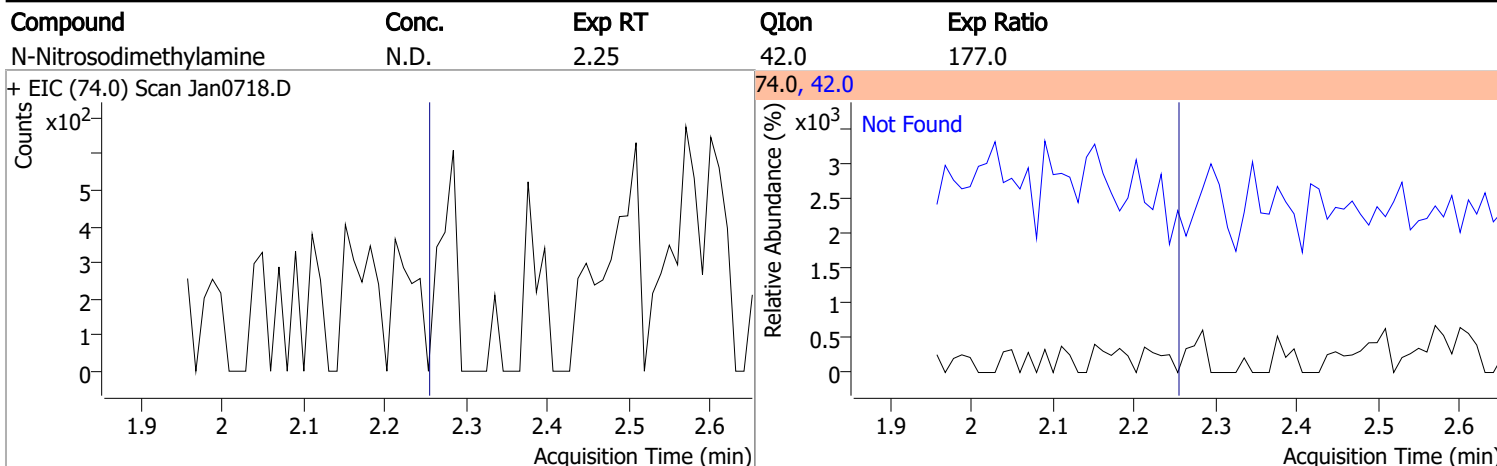 Compound Conc. Exp RT QIon Exp Ratio
N-Nitrosodimethylamine N.D. 2.25 42.0 177.0
+ EIC (74.0) Scan Jan0718.D
Counts
x10²
5
4
3
2
1
0
1.9 2 2.1 2.2 2.3 2.4 2.5 2.6
Acquisition Time (min)
74.0, 42.0
Relative Abundance (%)
x10³
Not Found
3
2.5
2
1.5
1
0.5
0
1.9 2 2.1 2.2 2.3 2.4 2.5 2.6
Acquisition Time (min)